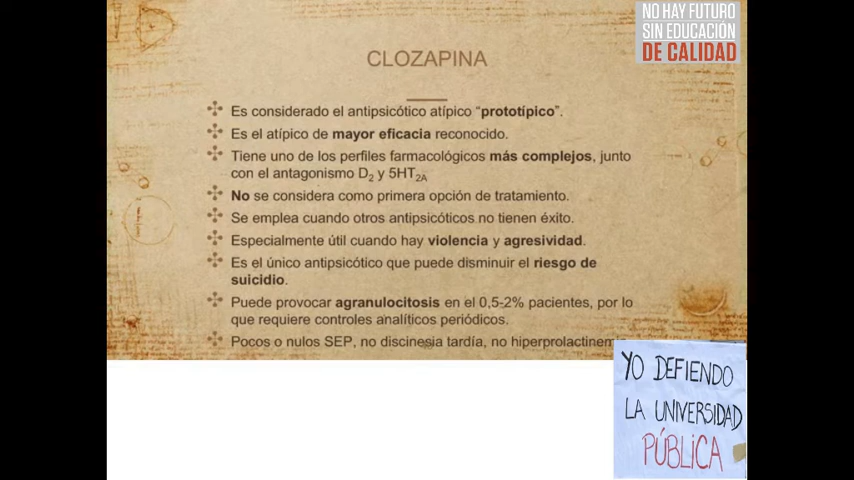 NO HAY FUTURO
SIN EDUCACIÓN
DE CALIDAD
CLOZAPINA
Es considerado el antipsicótico atípico “prototípico”.
Es el atípico de mayor eficacia reconocido.
Tiene uno de los perfiles farmacológicos más complejos, junto
con el antagonismo D2 y 5HT2A
No se considera como primera opción de tratamiento.
Se emplea cuando otros antipsicóticos no tienen éxito.
Especialmente útil cuando hay violencia y agresividad.
Es el único antipsicótico que puede disminuir el riesgo de
suicidio.
Puede provocar agranulocitosis en el 0,5-2% pacientes, por lo
que requiere controles analíticos periódicos.
Pocos o nulos SEP, no discinesia tardía, no
YO DEFIENDO
LA UNIVERSIDAD
PÚBLICA